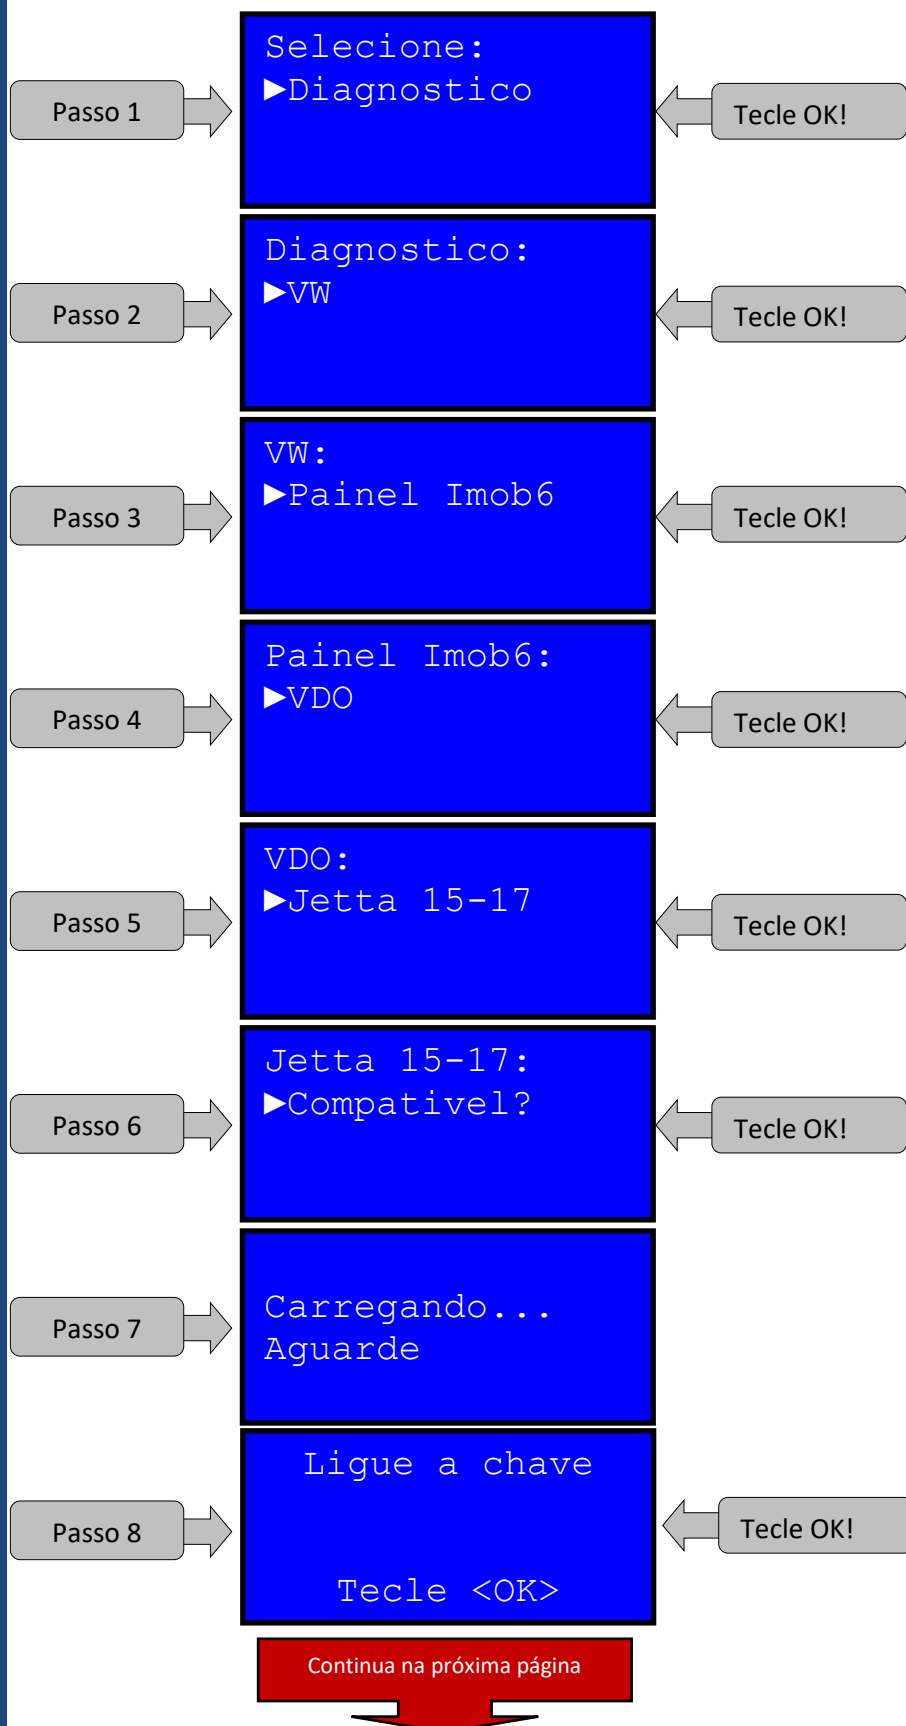 Selecione:
►Diagnostico
Passo 1
Tecle OK!
Diagnostico:
►VW
Passo 2
Tecle OK!
VW:
►Painel Imob6
Passo 3
Tecle OK!
Painel Imob6:
►VDO
Passo 4
Tecle OK!
VDO:
►Jetta 15-17
Passo 5
Tecle OK!
Jetta 15-17:
►Compativel?
Passo 6
Tecle OK!
Carregando...
Aguarde
Passo 7
Ligue a chave
Passo 8
Tecle OK!
Tecle <OK>
Continua na próxima página